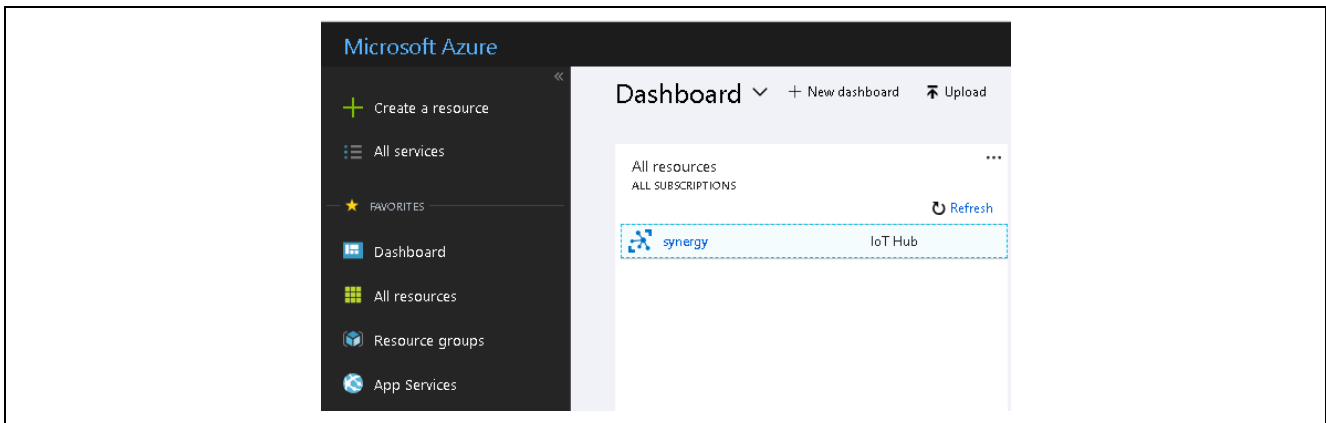 Microsoft Azure
«
Create a resource
All services
FAVORITES
Dashboard
All resources
Resource groups
App Services
Dashboard + New dashboard Upload
All resources ...
ALL SUBSCRIPTIONS
Refresh
synergy IoT Hub